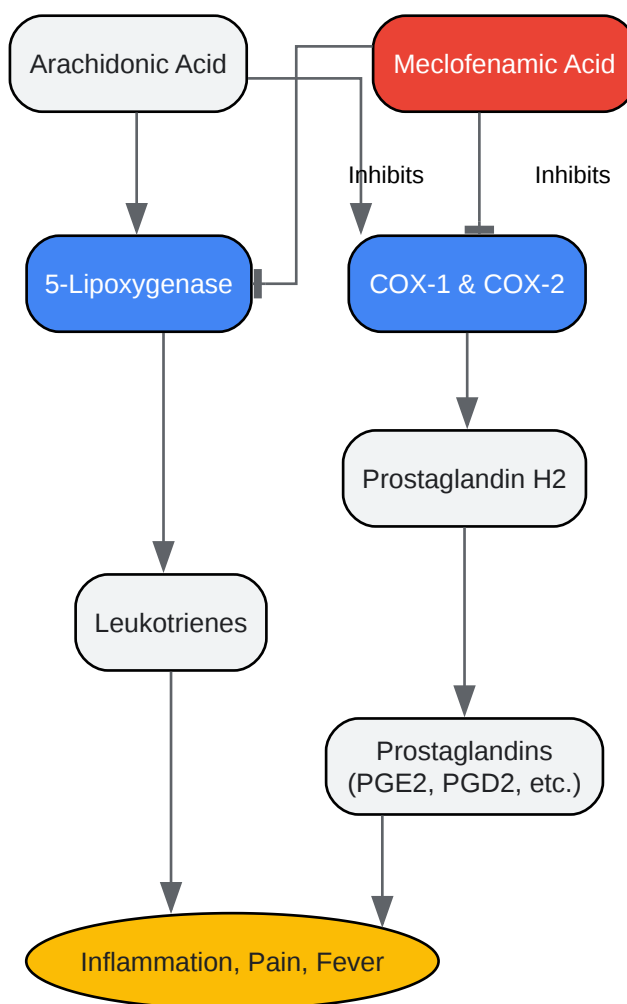 Arachidonic Acid
Meclofenamic Acid
Inhibits
Inhibits
5-Lipoxygenase
COX-1 & COX-2
Prostaglandin H2
Leukotrienes
Prostaglandins
(PGE2, PGD2, etc.)
Inflammation, Pain, Fever